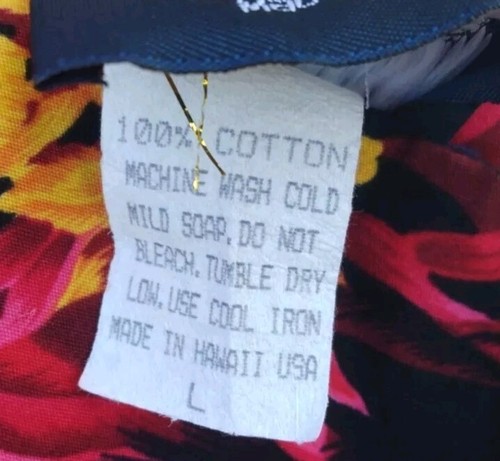 100% COTTON
MACHINE WASH COLD
MILD SOAP. DO NOT
BLEACH. TUMBLE DRY
LOW. USE COOL IRON
MADE IN HAWAII USA
L